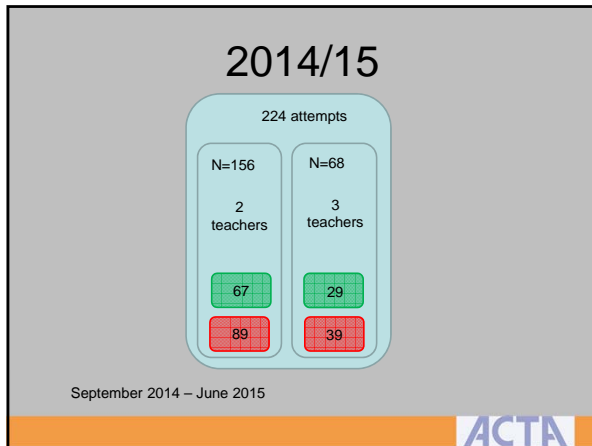 2014/15
224 attempts
N=156
2
teachers
67
89
N=68
3
teachers
29
39
September 2014 – June 2015
ACTA